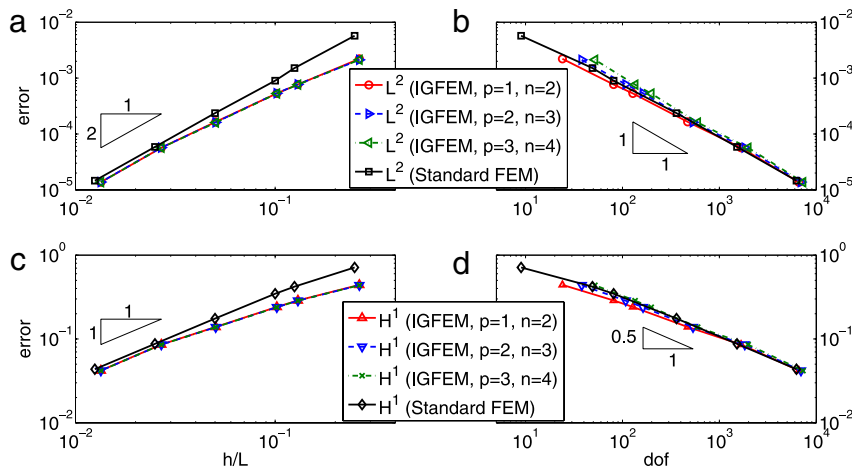 a
b
10^-2
10^-3
10^-4
10^-5
error
1
2
10^-2
10^-1
L^2 (IGFEM, p=1, n=2)
L^2 (IGFEM, p=2, n=3)
L^2 (IGFEM, p=3, n=4)
L^2 (Standard FEM)
1
1
10^1
10^2
10^3
10^4
10^-2
10^-3
10^-4
10^-5
c
d
10^0
10^-1
10^-2
error
1
1
10^-2
10^-1
h/L
H^1 (IGFEM, p=1, n=2)
H^1 (IGFEM, p=2, n=3)
H^1 (IGFEM, p=3, n=4)
H^1 (Standard FEM)
0.5
1
10^1
10^2
10^3
10^4
dof
10^0
10^-1
10^-2